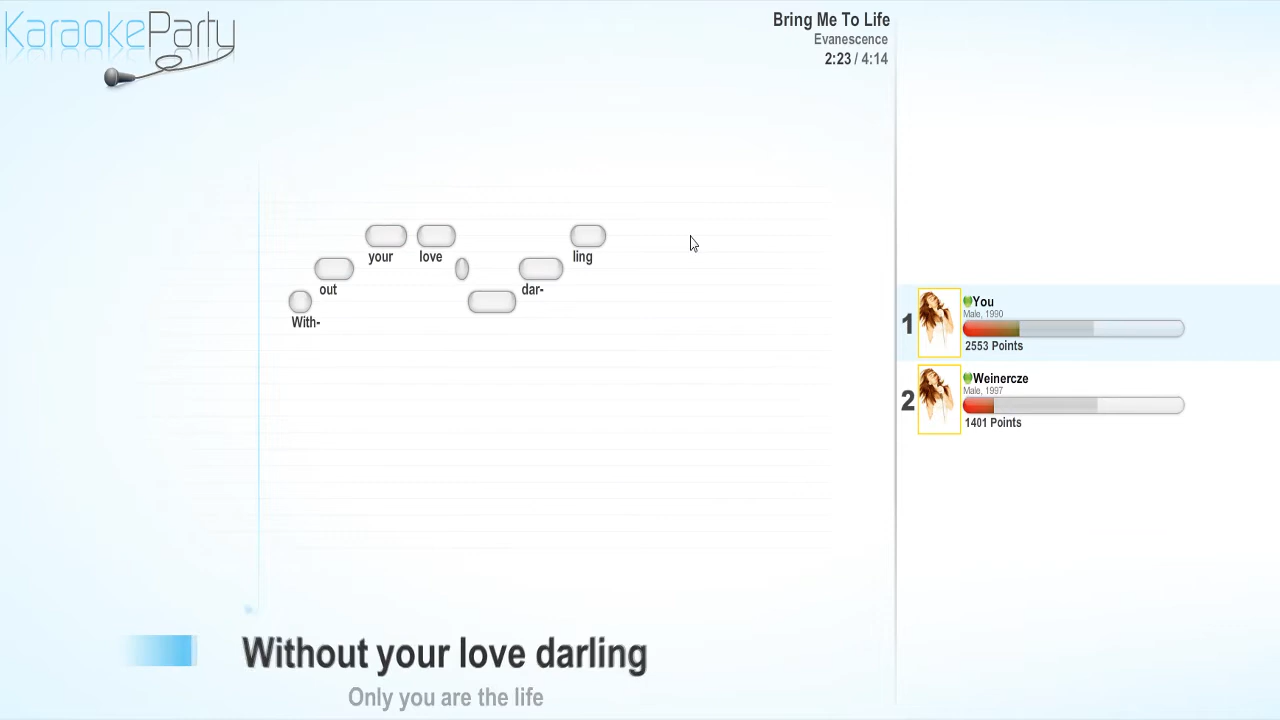 KaraokeParty
Bring Me To Life
Evanescence
2:23 / 4:14
your love ling
out dar-
With-
1 You
Male, 1990
2553 Points
2 Weinercze
Male, 1997
1401 Points
Without your love darling
Only you are the life